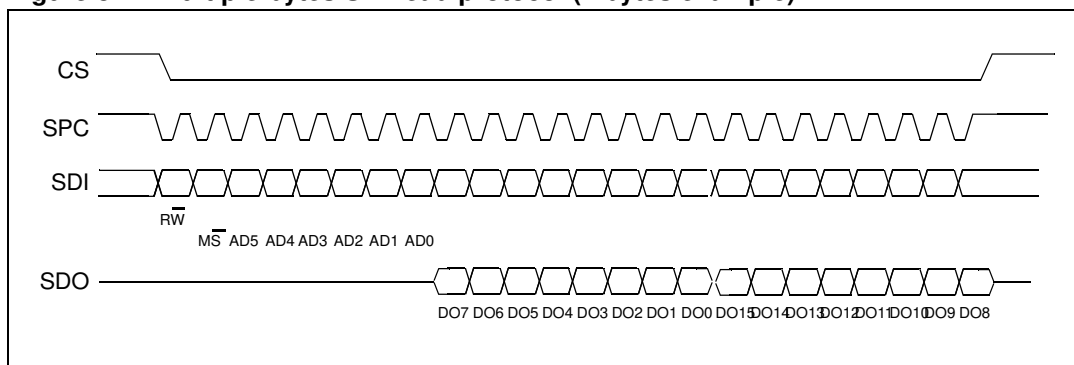 CS
SPC
SDI
RW
MS AD5 AD4 AD3 AD2 AD1 AD0
SDO
DO7 DO6 DO5 DO4 DO3 DO2 DO1 DO0 DO15 DO14 DO13 DO12 DO11 DO10 DO9 DO8